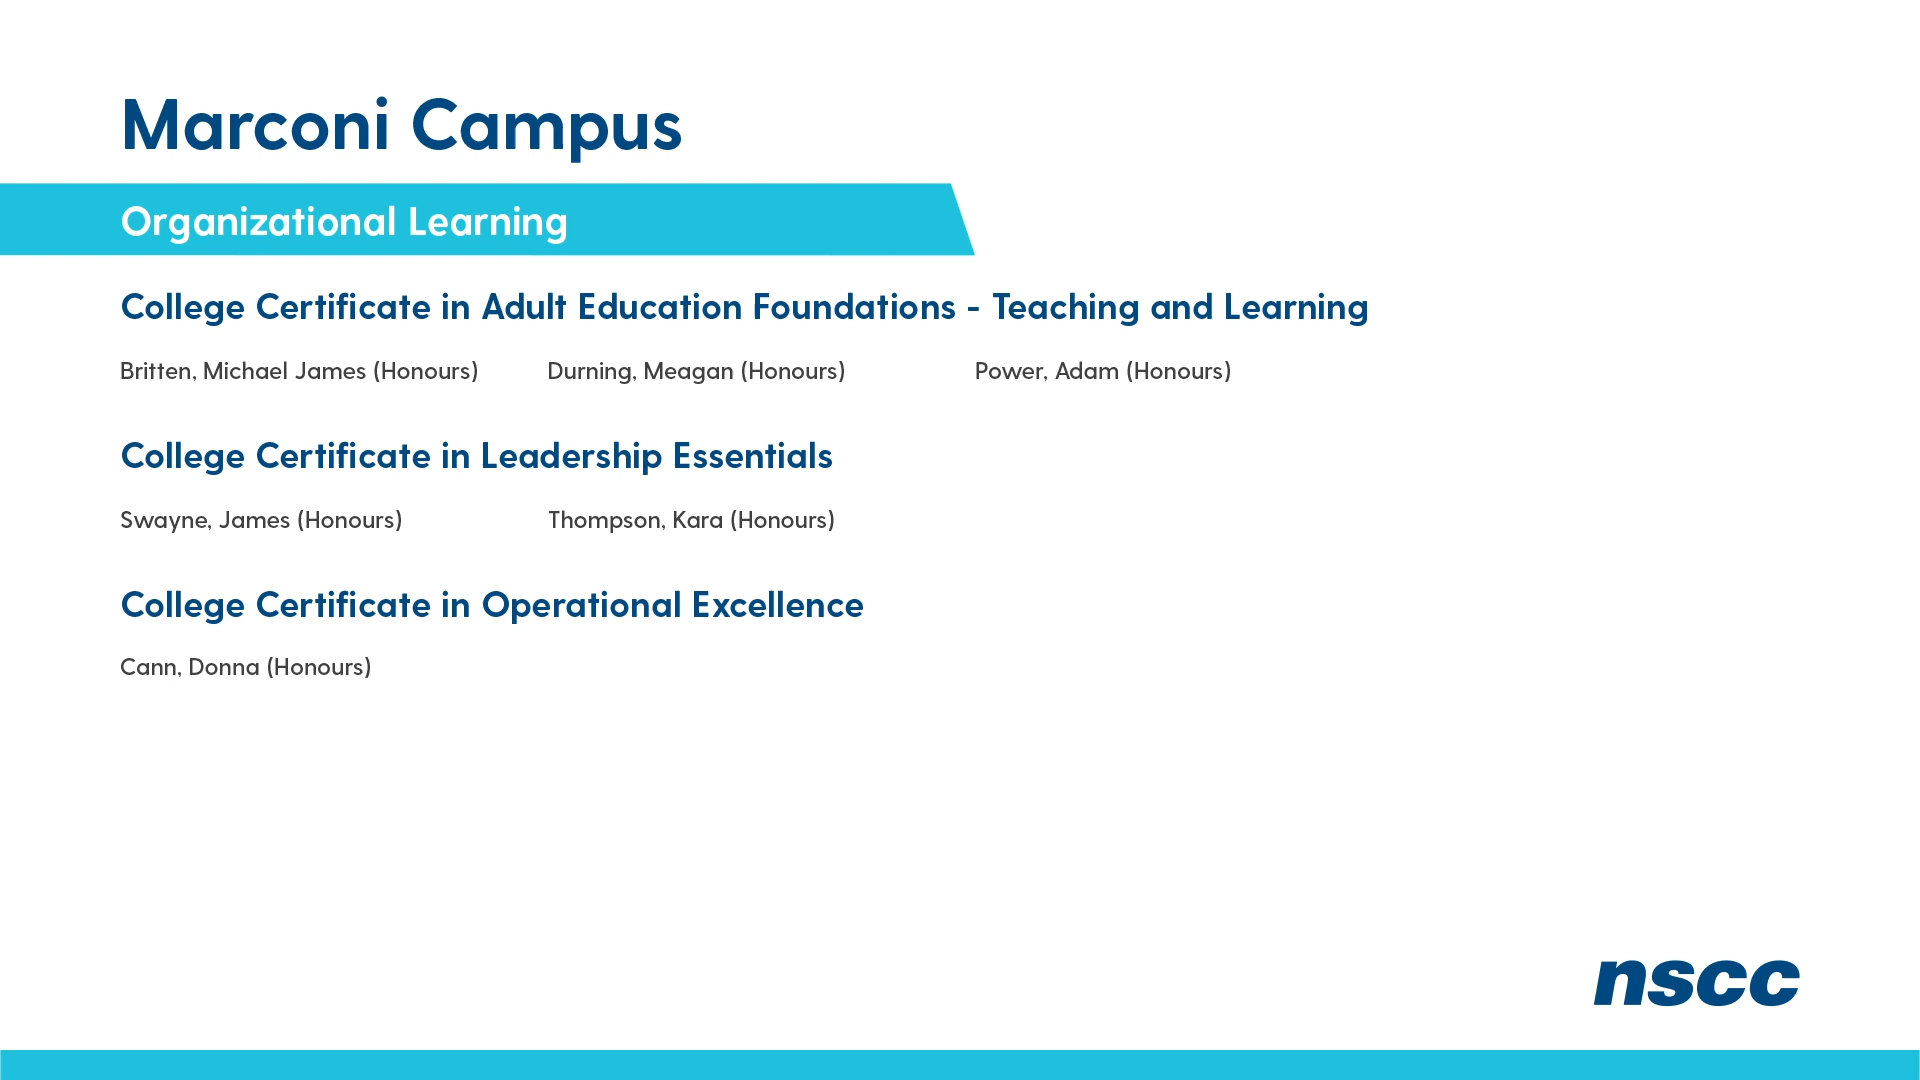 Marconi Campus
Organizational Learning
College Certificate in Adult Education Foundations - Teaching and Learning
Britten, Michael James (Honours) Durning, Meagan (Honours) Power, Adam (Honours)
College Certificate in Leadership Essentials
Swayne, James (Honours) Thompson, Kara (Honours)
College Certificate in Operational Excellence
Cann, Donna (Honours)
nscc